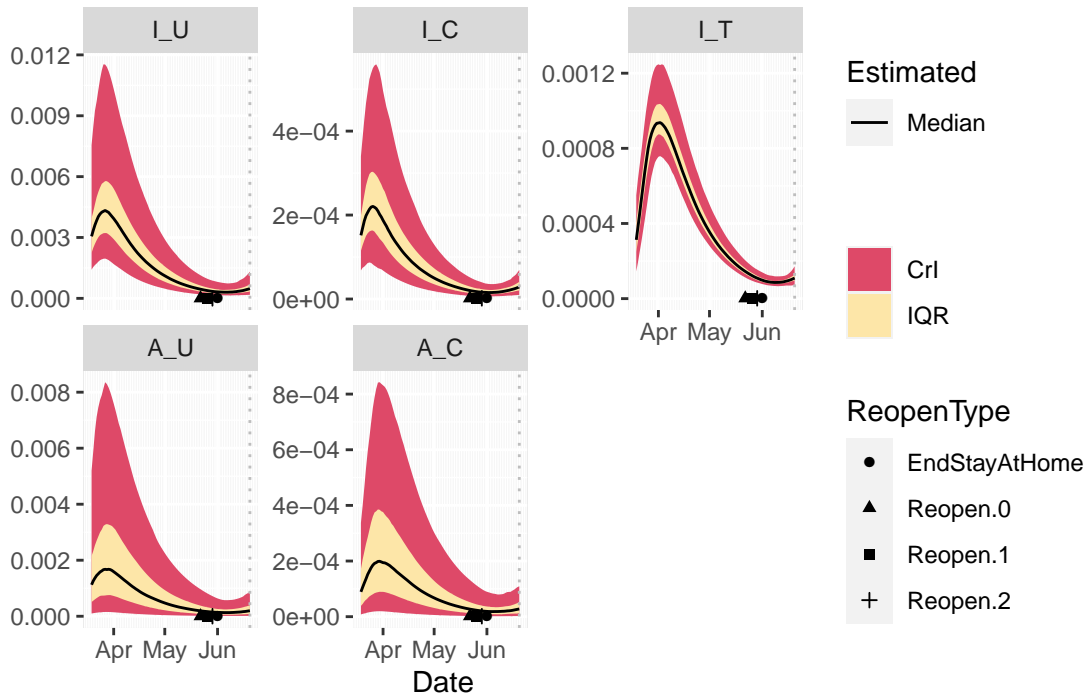 I_U
I_C
I_T
0.012
0.009
0.006
0.003
0.000
4e−04
2e−04
0e+00
0.0012
0.0008
0.0004
0.0000
Apr May Jun
A_U
A_C
0.008
0.006
0.004
0.002
0.000
8e−04
6e−04
4e−04
2e−04
0e+00
Apr May Jun
Apr May Jun
Date
Estimated
Median
CrI
IQR
ReopenType
EndStayAtHome
Reopen.0
Reopen.1
Reopen.2